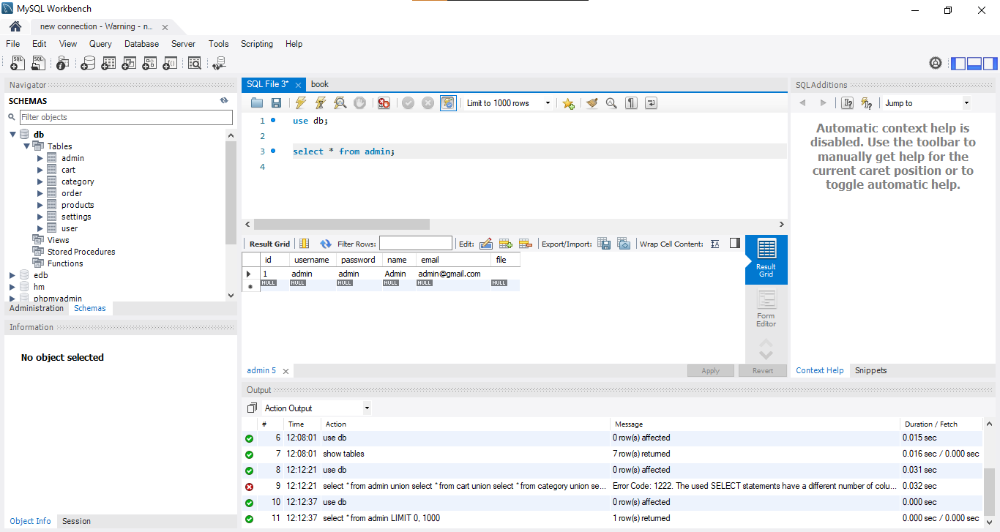 MySQL Workbench
new connection - Warning - n...
File Edit View Query Database Server Tools Scripting Help
Navigator
SCHEMAS
Filter objects
db
Tables
admin
cart
category
order
products
settings
user
Views
Stored Procedures
Functions
edb
hm
phpmyadmin
Administration Schemas
Information
No object selected
Object Info Session
SQL File 3* book
Limit to 1000 rows
1 use db;
2
3 select * from admin;
4
Result Grid Filter Rows: Edit: Export/Import: Wrap Cell Content: IA
id username password name email file
1 admin admin Admin admin@gmail.com
NULL NULL NULL NULL NULL NULL
Result
Grid
Form
Editor
admin 5 Apply Revert
SQLAdditions
Jump to
Automatic context help is
disabled. Use the toolbar to
manually get help for the
current caret position or to
toggle automatic help.
Context Help Snippets
Output
Action Output
# Time Action Message Duration / Fetch
6 12:08:01 use db 0 row(s) affected 0.015 sec
7 12:08:01 show tables 7 row(s) returned 0.016 sec / 0.000 sec
8 12:12:21 use db 0 row(s) affected 0.031 sec
9 12:12:21 select * from admin union select * from cart union select * from category union se... Error Code: 1222. The used SELECT statements have a different number of colu... 0.032 sec
10 12:12:37 use db 0 row(s) affected 0.000 sec
11 12:12:37 select * from admin LIMIT 0, 1000 1 row(s) returned 0.000 sec / 0.000 sec